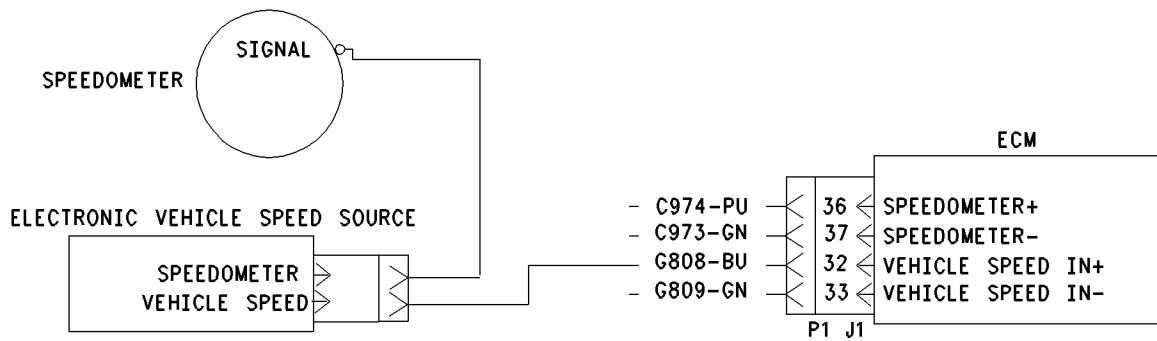 SIGNAL
SPEEDOMETER
ECM
ELECTRONIC VEHICLE SPEED SOURCE
SPEEDOMETER
VEHICLE SPEED
C974-PU 36 SPEEDOMETER+
C973-GN 37 SPEEDOMETER-
G808-BU 32 VEHICLE SPEED IN+
G809-GN 33 VEHICLE SPEED IN-
P1 J1